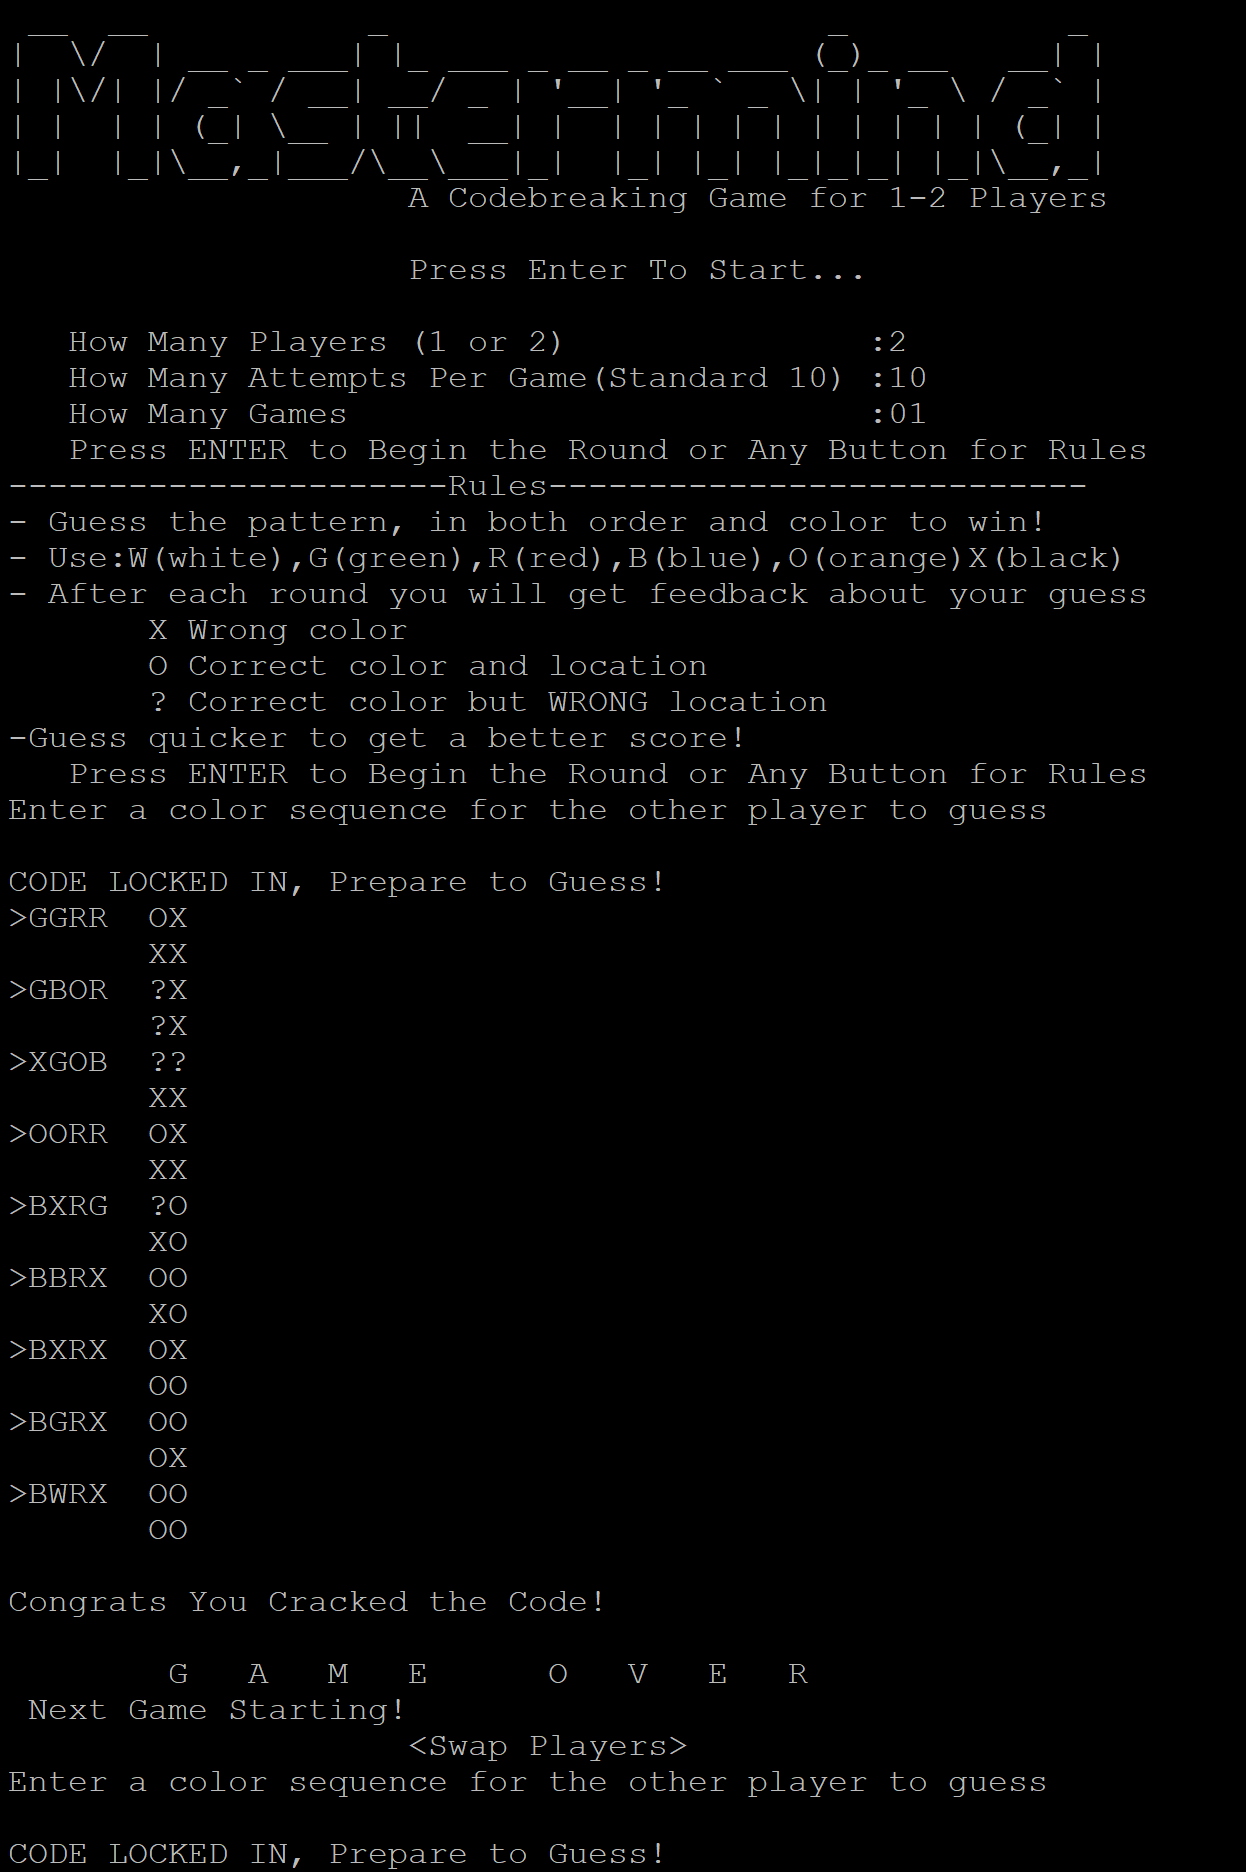 Mastermind
A Codebreaking Game for 1-2 Players
Press Enter To Start...
How Many Players (1 or 2) :2
How Many Attempts Per Game(Standard 10) :10
How Many Games :01
Press ENTER to Begin the Round or Any Button for Rules
----------------------Rules---------------------------
- Guess the pattern, in both order and color to win!
- Use:W(white),G(green),R(red),B(blue),O(orange)X(black)
- After each round you will get feedback about your guess
X Wrong color
O Correct color and location
? Correct color but WRONG location
-Guess quicker to get a better score!
Press ENTER to Begin the Round or Any Button for Rules
Enter a color sequence for the other player to guess
CODE LOCKED IN, Prepare to Guess!
>GGRR OX
XX
>GBOR ?X
?X
>XGOB ??
XX
>OORR OX
XX
>BXRG ?O
XO
>BBRX OO
XO
>BXRX OX
OO
>BGRX OO
OX
>BWRX OO
OO
Congrats You Cracked the Code!
G A M E O V E R
Next Game Starting!
<Swap Players>
Enter a color sequence for the other player to guess
CODE LOCKED IN, Prepare to Guess!